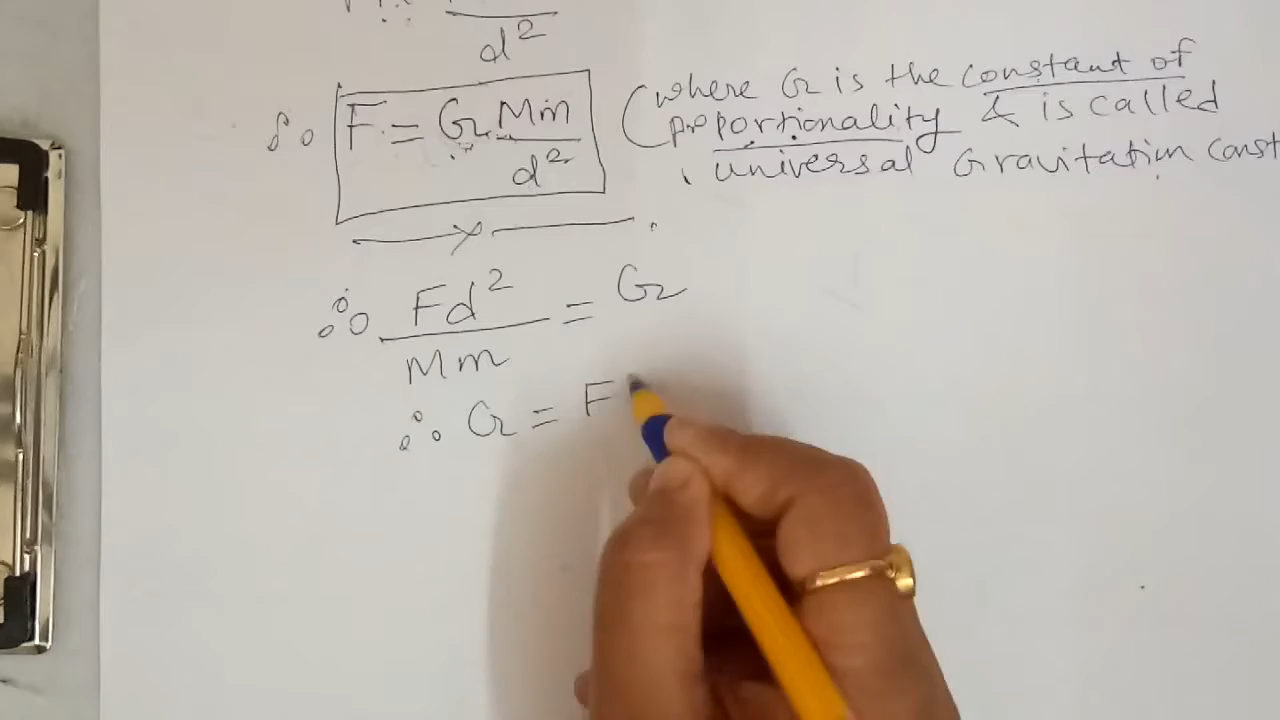 d²
∴ F = G Mm / d² (where G is the constant of
proportionality & is called
universal Gravitation const
∴ Fd² / Mm = G
∴ G = F